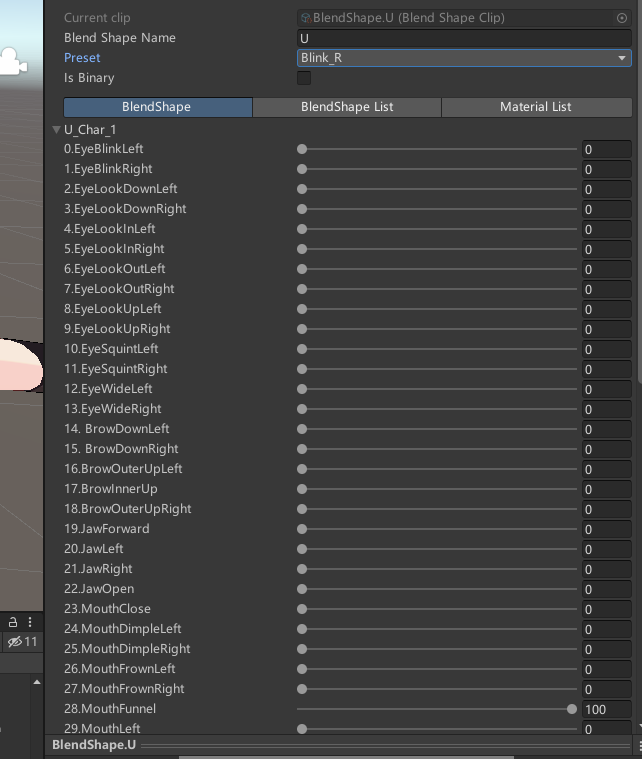 Current clip BlendShape.U (Blend Shape Clip)
Blend Shape Name U
Preset Blink_R
Is Binary
BlendShape BlendShape List Material List
U_Char_1
0.EyeBlinkLeft 0
1.EyeBlinkRight 0
2.EyeLookDownLeft 0
3.EyeLookDownRight 0
4.EyeLookInLeft 0
5.EyeLookInRight 0
6.EyeLookOutLeft 0
7.EyeLookOutRight 0
8.EyeLookUpLeft 0
9.EyeLookUpRight 0
10.EyeSquintLeft 0
11.EyeSquintRight 0
12.EyeWideLeft 0
13.EyeWideRight 0
14. BrowDownLeft 0
15. BrowDownRight 0
16.BrowOuterUpLeft 0
17.BrowInnerUp 0
18.BrowOuterUpRight 0
19.JawForward 0
20.JawLeft 0
21.JawRight 0
22.JawOpen 0
23.MouthClose 0
24.MouthDimpleLeft 0
25.MouthDimpleRight 0
26.MouthFrownLeft 0
27.MouthFrownRight 0
28.MouthFunnel 100
29.MouthLeft 0
BlendShape.U
11